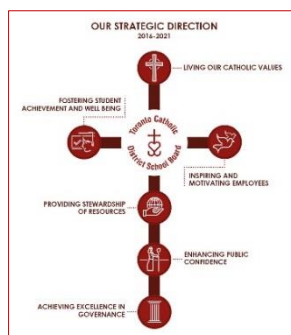 OUR STRATEGIC DIRECTION
2016-2021
LIVING OUR CATHOLIC VALUES
FOSTERING STUDENT
ACHIEVEMENT AND WELL BEING
Toronto Catholic
District School Board
INSPIRING AND
MOTIVATING EMPLOYEES
PROVIDING STEWARDSHIP
OF RESOURCES
ENHANCING PUBLIC
CONFIDENCE
ACHIEVING EXCELLENCE IN
GOVERNANCE